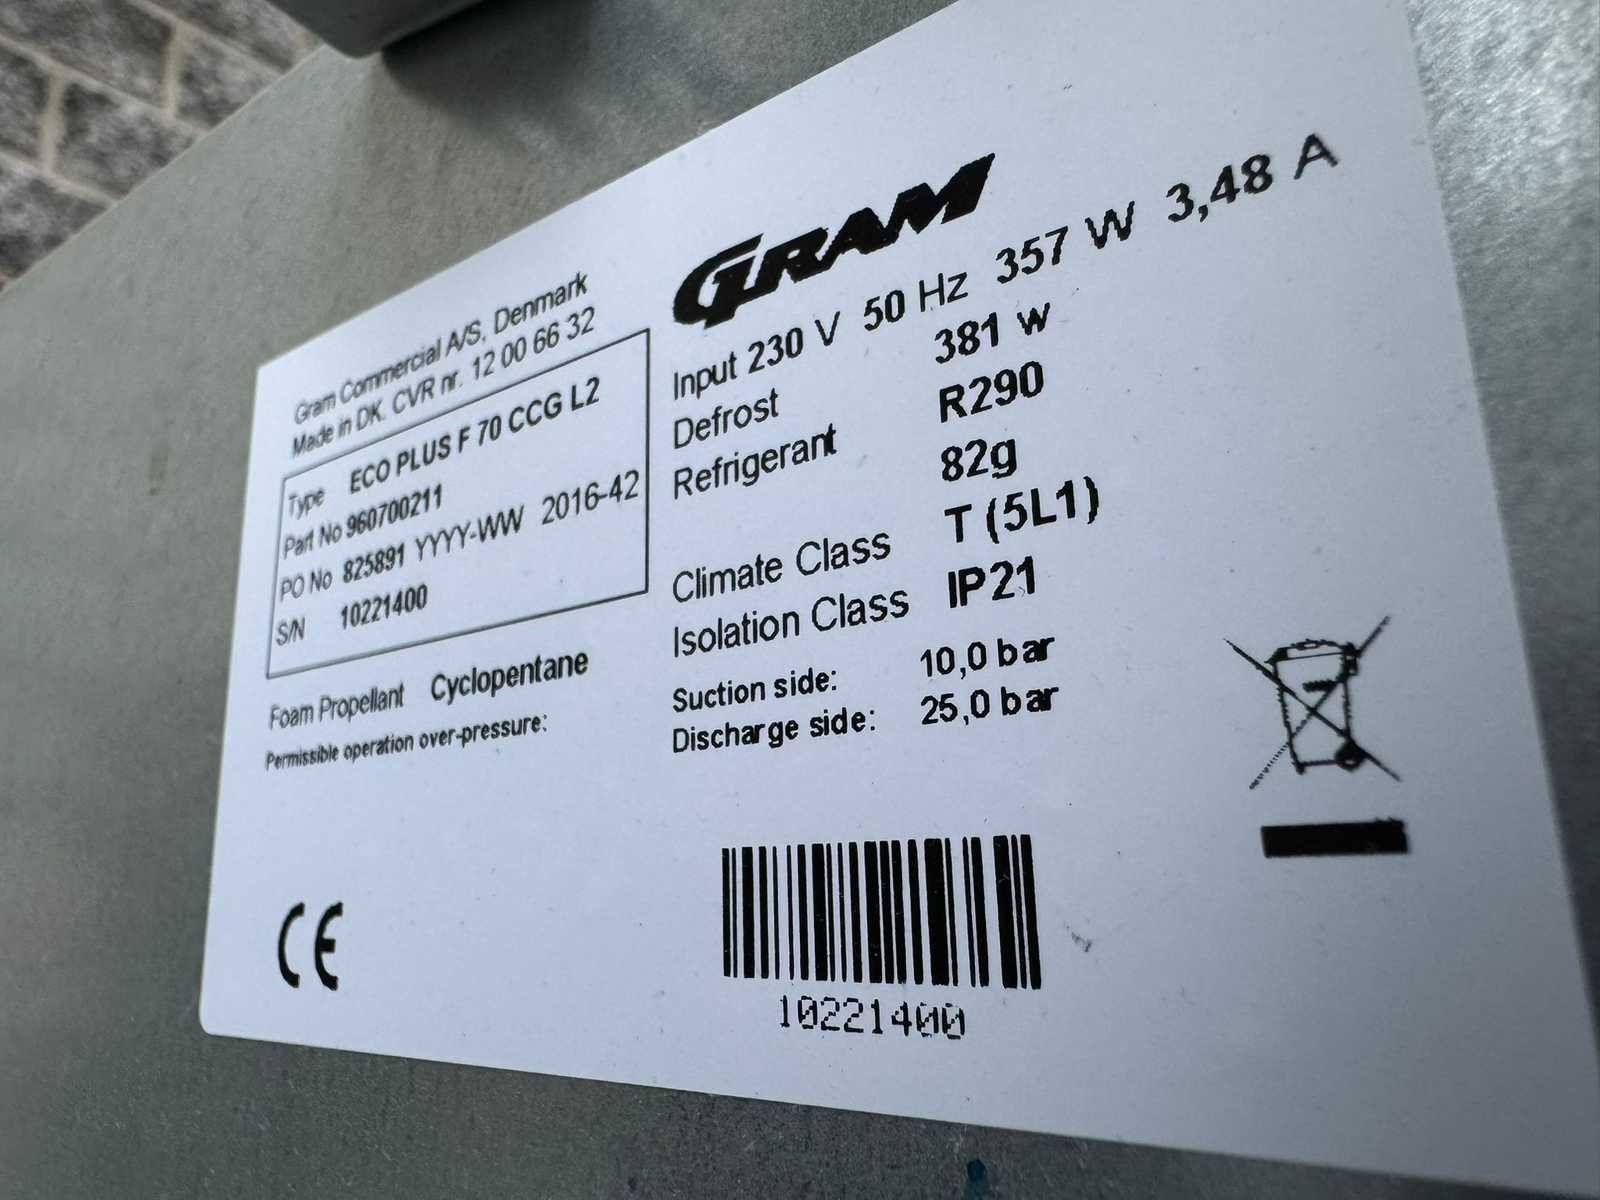 Gram Commercial A/S, Denmark
Made in DK. CVR nr. 12 00 66 32
Type ECO PLUS F 70 CCG L2
Part No 960700211
PO No 825891 YYYY-WW 2016-42
S/N 10221400
Foam Propellant Cyclopentane
Permissible operation over-pressure:
GRAM
Input 230 V 50 Hz 357 W 3,48 A
Defrost 381 w
Refrigerant R290
82g
Climate Class T (5L1)
Isolation Class IP21
Suction side: 10,0 bar
Discharge side: 25,0 bar
CE
10221400